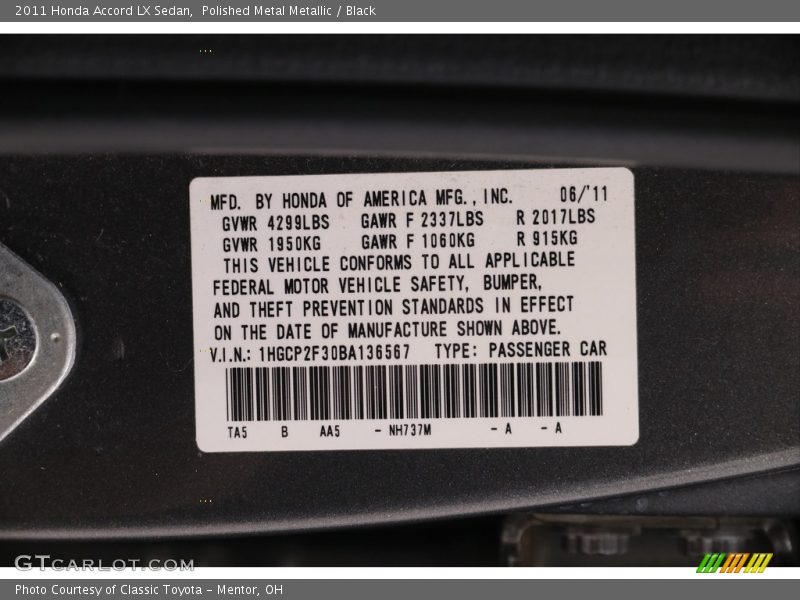 2011 Honda Accord LX Sedan,  Polished Metal Metallic / Black
MFD. BY HONDA OF AMERICA MFG., INC. 06/'11
GVWR 4299LBS GAWR F 2337LBS R 2017LBS
GVWR 1950KG GAWR F 1060KG R 915KG
THIS VEHICLE CONFORMS TO ALL APPLICABLE
FEDERAL MOTOR VEHICLE SAFETY, BUMPER,
AND THEFT PREVENTION STANDARDS IN EFFECT
ON THE DATE OF MANUFACTURE SHOWN ABOVE.
V.I.N.: 1HGCP2F30BA136567 TYPE: PASSENGER CAR
TA5 B AA5 - NH737M - A - A
GTCARLOT.COM
Photo Courtesy of Classic Toyota - Mentor, OH